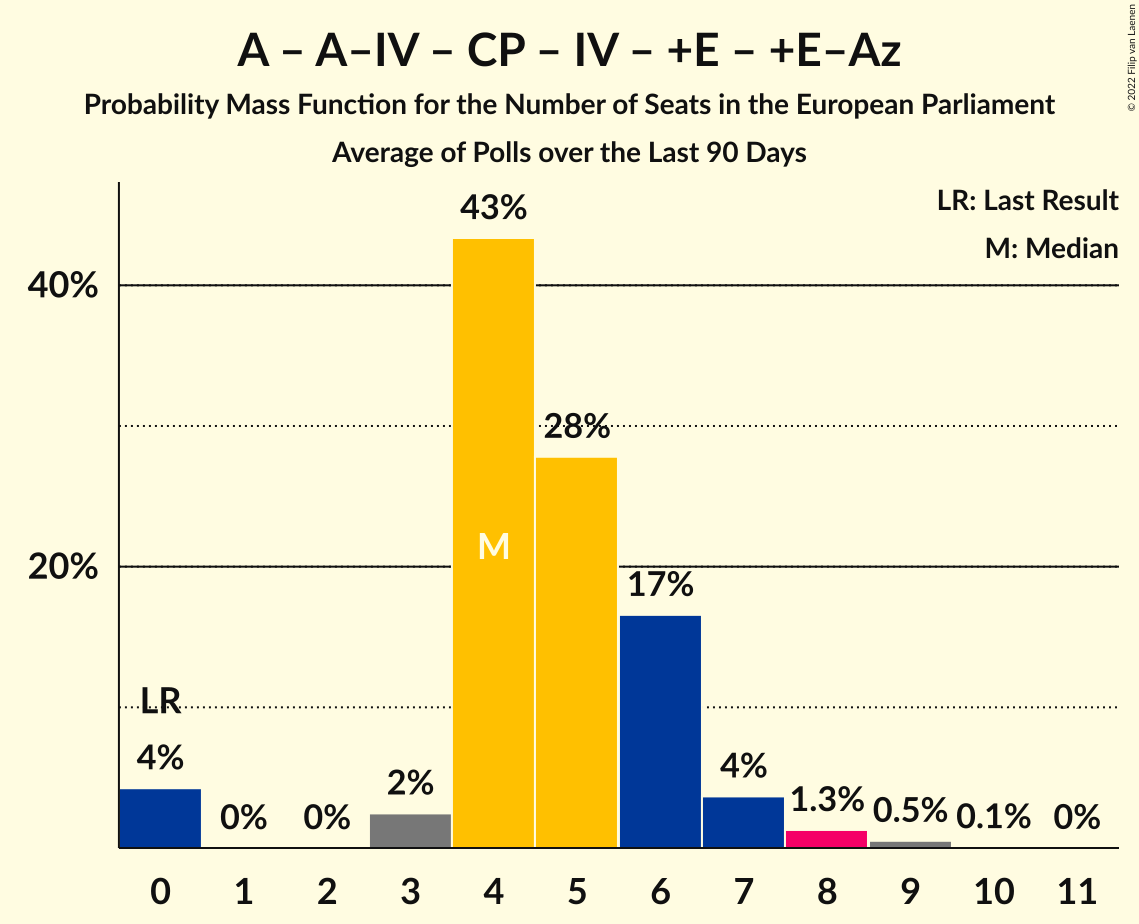 A – A–IV – CP – IV – +E – +E–Az
Probability Mass Function for the Number of Seats in the European Parliament
Average of Polls over the Last 90 Days
© 2022 Filip van Laenen
LR: Last Result
M: Median
40%
20%
LR
4%
0%
0%
2%
43%
M
28%
17%
4%
1.3%
0.5%
0.1%
0%
0 1 2 3 4 5 6 7 8 9 10 11